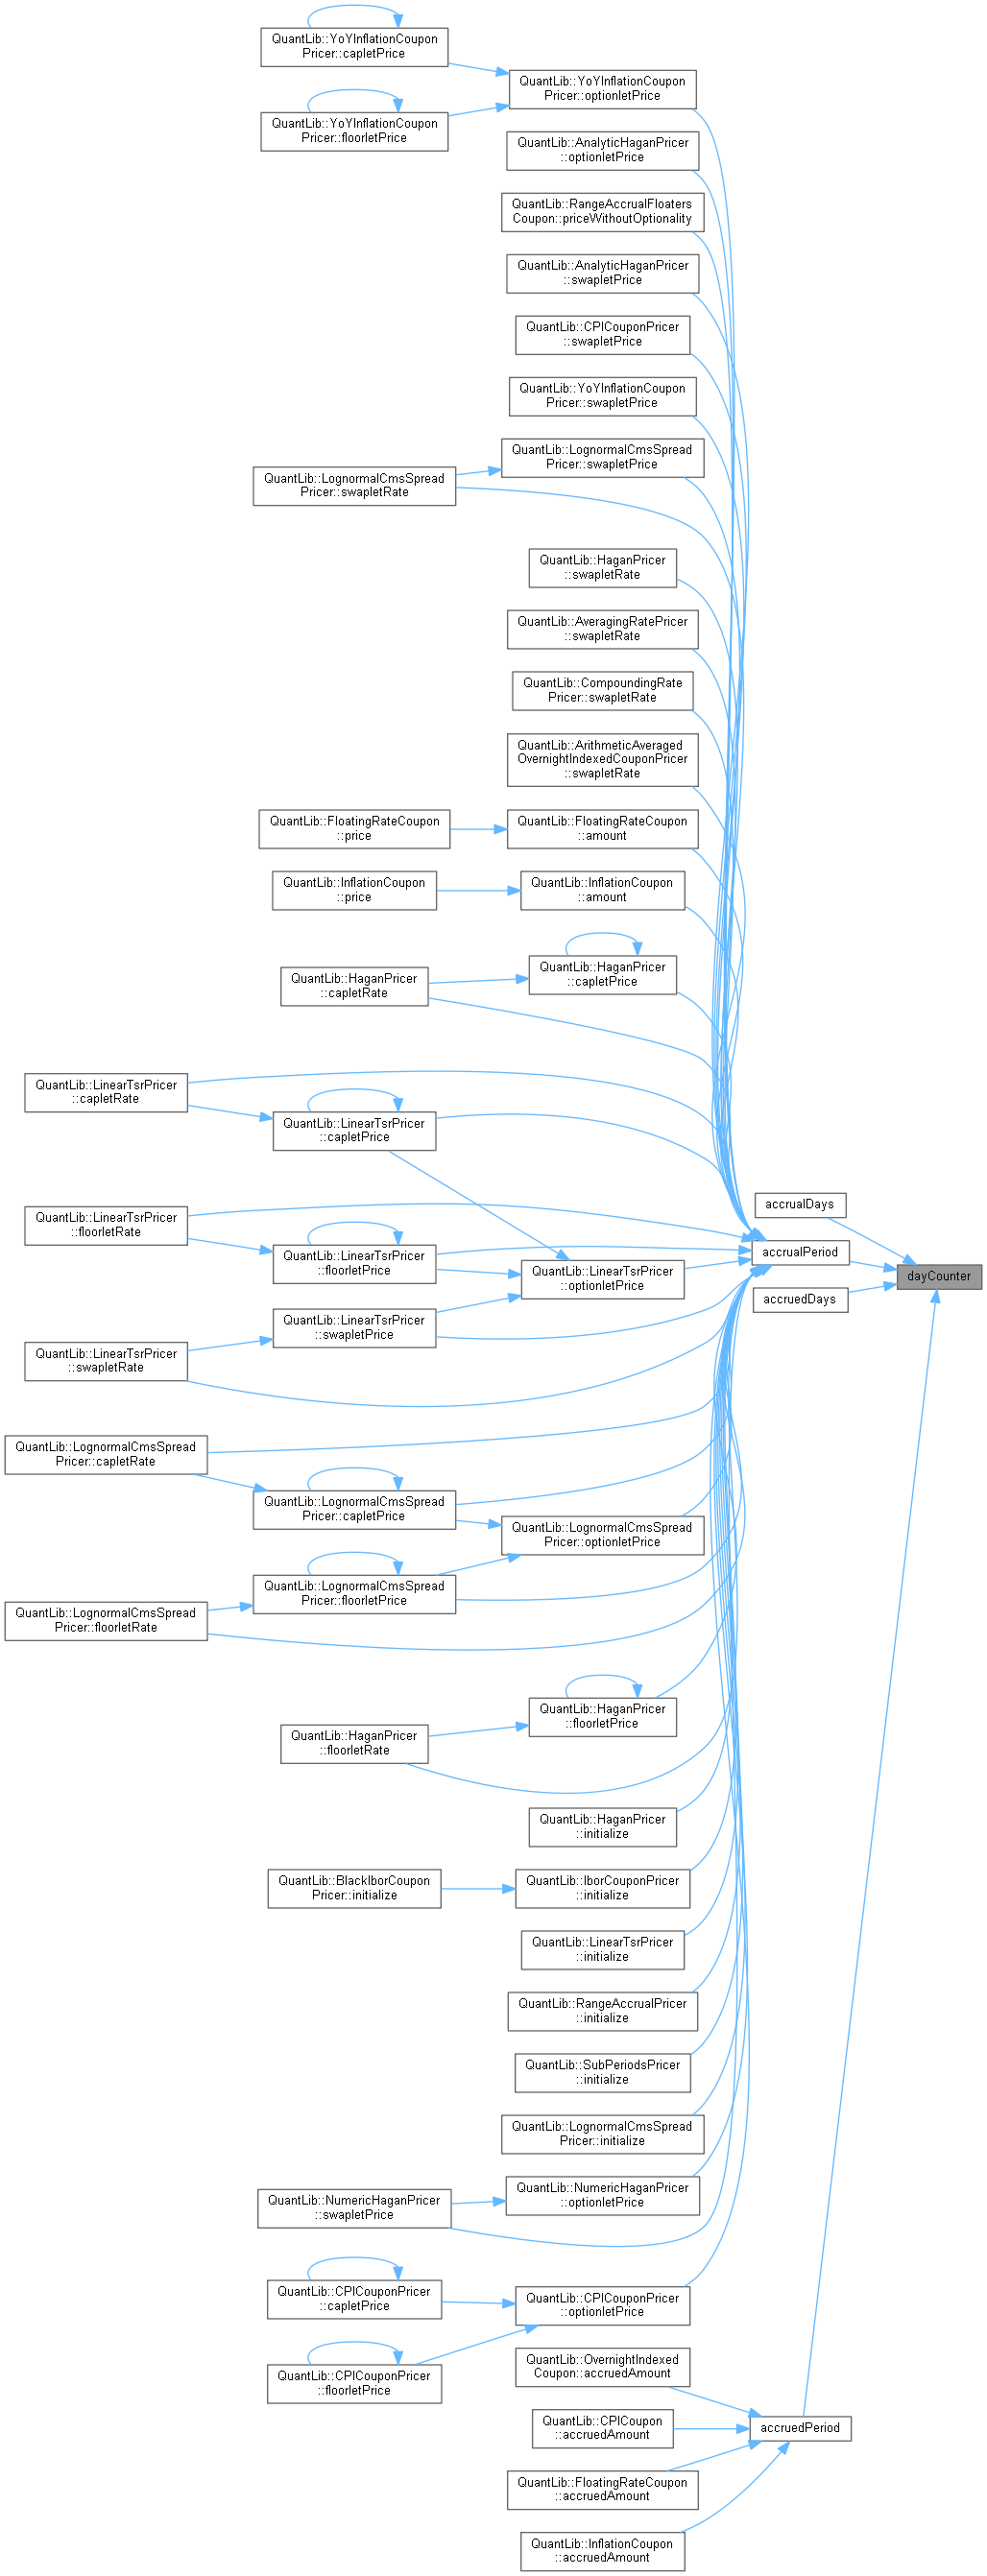 QuantLib::YoYInflationCoupon
Pricer::capletPrice
QuantLib::YoYInflationCoupon
Pricer::optionletPrice
QuantLib::YoYInflationCoupon
Pricer::floorletPrice
QuantLib::AnalyticHaganPricer
::optionletPrice
QuantLib::RangeAccrualFloaters
Coupon::priceWithoutOptionality
QuantLib::AnalyticHaganPricer
::swapletPrice
QuantLib::CPICouponPricer
::swapletPrice
QuantLib::YoYInflationCoupon
Pricer::swapletPrice
QuantLib::LognormalCmsSpread
Pricer::swapletPrice
QuantLib::LognormalCmsSpread
Pricer::swapletRate
QuantLib::HaganPricer
::swapletRate
QuantLib::AveragingRatePricer
::swapletRate
QuantLib::CompoundingRate
Pricer::swapletRate
QuantLib::ArithmeticAveraged
OvernightIndexedCouponPricer
::swapletRate
QuantLib::FloatingRateCoupon
::price
QuantLib::FloatingRateCoupon
::amount
QuantLib::InflationCoupon
::price
QuantLib::InflationCoupon
::amount
QuantLib::HaganPricer
::capletPrice
QuantLib::HaganPricer
::capletRate
QuantLib::LinearTsrPricer
::capletRate
QuantLib::LinearTsrPricer
::capletPrice
accrualDays
QuantLib::LinearTsrPricer
::floorletRate
accrualPeriod
QuantLib::LinearTsrPricer
::floorletPrice
QuantLib::LinearTsrPricer
::optionletPrice
dayCounter
accruedDays
QuantLib::LinearTsrPricer
::swapletPrice
QuantLib::LinearTsrPricer
::swapletRate
QuantLib::LognormalCmsSpread
Pricer::capletRate
QuantLib::LognormalCmsSpread
Pricer::capletPrice
QuantLib::LognormalCmsSpread
Pricer::optionletPrice
QuantLib::LognormalCmsSpread
Pricer::floorletPrice
QuantLib::LognormalCmsSpread
Pricer::floorletRate
QuantLib::HaganPricer
::floorletPrice
QuantLib::HaganPricer
::floorletRate
QuantLib::HaganPricer
::initialize
QuantLib::BlackIborCoupon
Pricer::initialize
QuantLib::IborCouponPricer
::initialize
QuantLib::LinearTsrPricer
::initialize
QuantLib::RangeAccrualPricer
::initialize
QuantLib::SubPeriodsPricer
::initialize
QuantLib::LognormalCmsSpread
Pricer::initialize
QuantLib::NumericHaganPricer
::optionletPrice
QuantLib::NumericHaganPricer
::swapletPrice
QuantLib::CPICouponPricer
::capletPrice
QuantLib::CPICouponPricer
::optionletPrice
QuantLib::CPICouponPricer
::floorletPrice
QuantLib::OvernightIndexed
Coupon::accruedAmount
QuantLib::CPICoupon
::accruedAmount
accruedPeriod
QuantLib::FloatingRateCoupon
::accruedAmount
QuantLib::InflationCoupon
::accruedAmount